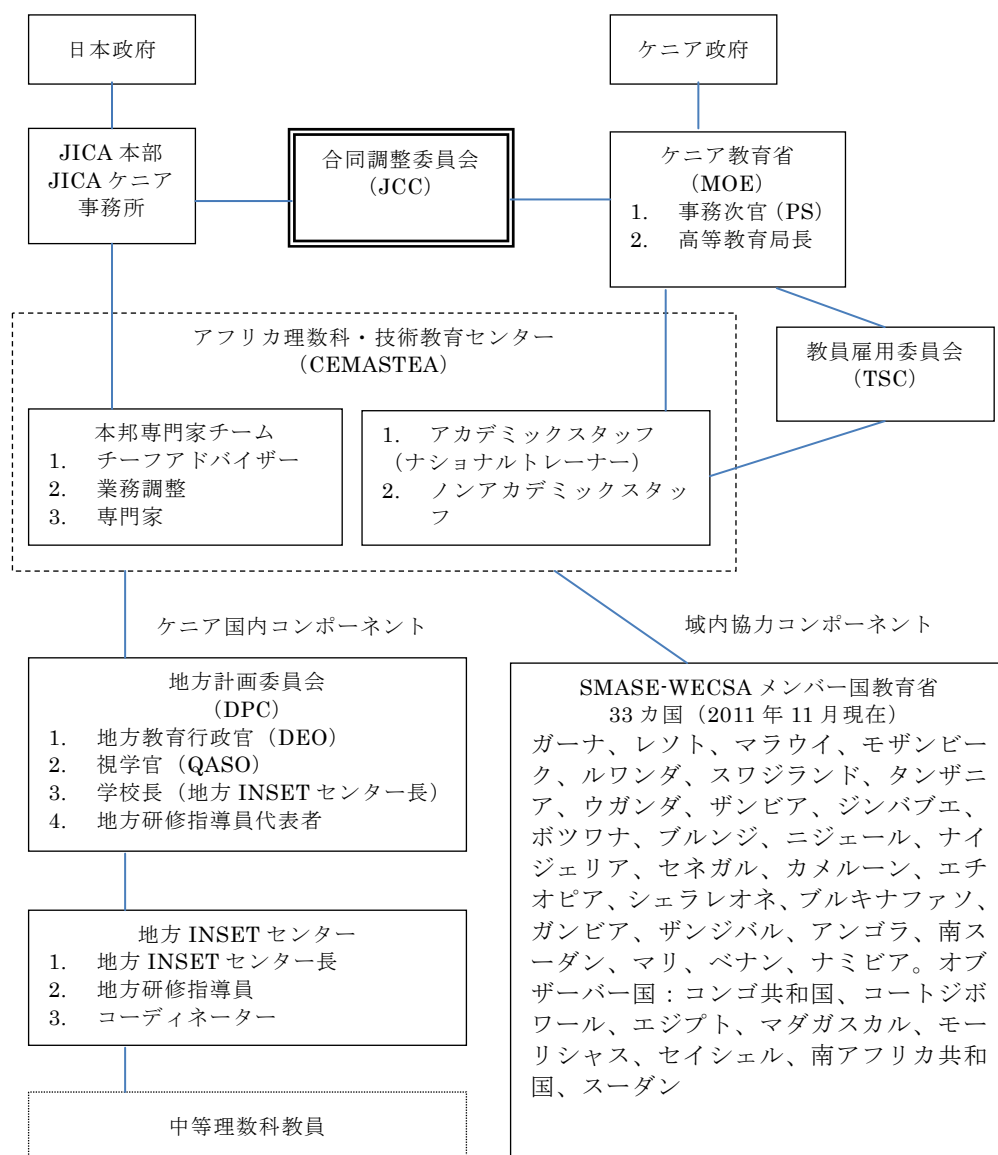 日本政府
ケニア政府
JICA 本部
JICA ケニア
事務所
合同調整委員会
(JCC)
ケニア教育省
(MOE)
1. 事務次官(PS)
2. 高等教育局長
アフリカ理数科・技術教育センター
(CEMASTEA)
教員雇用委員会
(TSC)
本邦専門家チーム
1. チーフアドバイザー
2. 業務調整
3. 専門家
1. アカデミックスタッフ
(ナショナルトレーナー)
2. ノンアカデミックスタッ
フ
ケニア国内コンポーネント
域内協力コンポーネント
地方計画委員会
(DPC)
1. 地方教育行政官(DEO)
2. 視学官(QASO)
3. 学校長(地方 INSET センター長)
4. 地方研修指導員代表者
地方 INSET センター
1. 地方 INSET センター長
2. 地方研修指導員
3. コーディネーター
中等理数科教員
SMASE-WECSA メンバー国教育省
33 カ国(2011 年 11 月現在)
ガーナ、レソト、マラウイ、モザンビー
ク、ルワンダ、スワジランド、タンザニ
ア、ウガンダ、ザンビア、ジンバブエ、
ボツワナ、ブルンジ、ニジェール、ナイ
ジェリア、セネガル、カメルーン、エチ
オピア、シェラレオネ、ブルキナファソ、
ガンビア、ザンジバル、アンゴラ、南ス
ーダン、マリ、ベナン、ナミビア。オブ
ザーバー国:コンゴ共和国、コートジボ
ワール、エジプト、マダガスカル、モー
リシャス、セイシェル、南アフリカ共和
国、スーダン